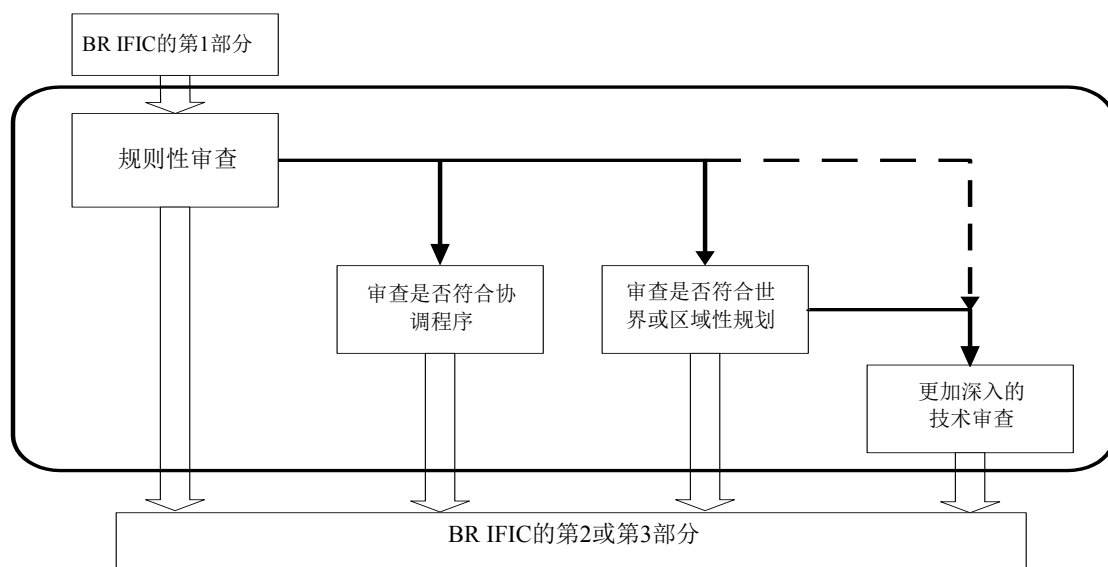 BR IFIC的第1部分
规则性审查
审查是否符合协
调程序
审查是否符合世
界或区域性规划
更加深入的
技术审查
BR IFIC的第2或第3部分